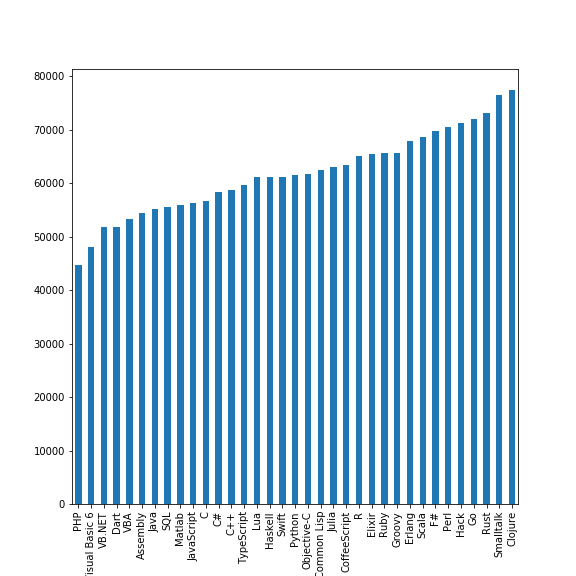 80000
70000
60000
50000
40000
30000
20000
10000
0
PHP
isual Basic 6
VB.NET
Dart
VBA
Assembly
Java
SQL
Matlab
JavaScript
C
C#
C++
TypeScript
Lua
Haskell
Swift
Python
Objective-C
Common Lisp
Julia
CoffeeScript
R
Elixir
Ruby
Groovy
Erlang
Scala
F#
Perl
Hack
Go
Rust
Smalltalk
Clojure